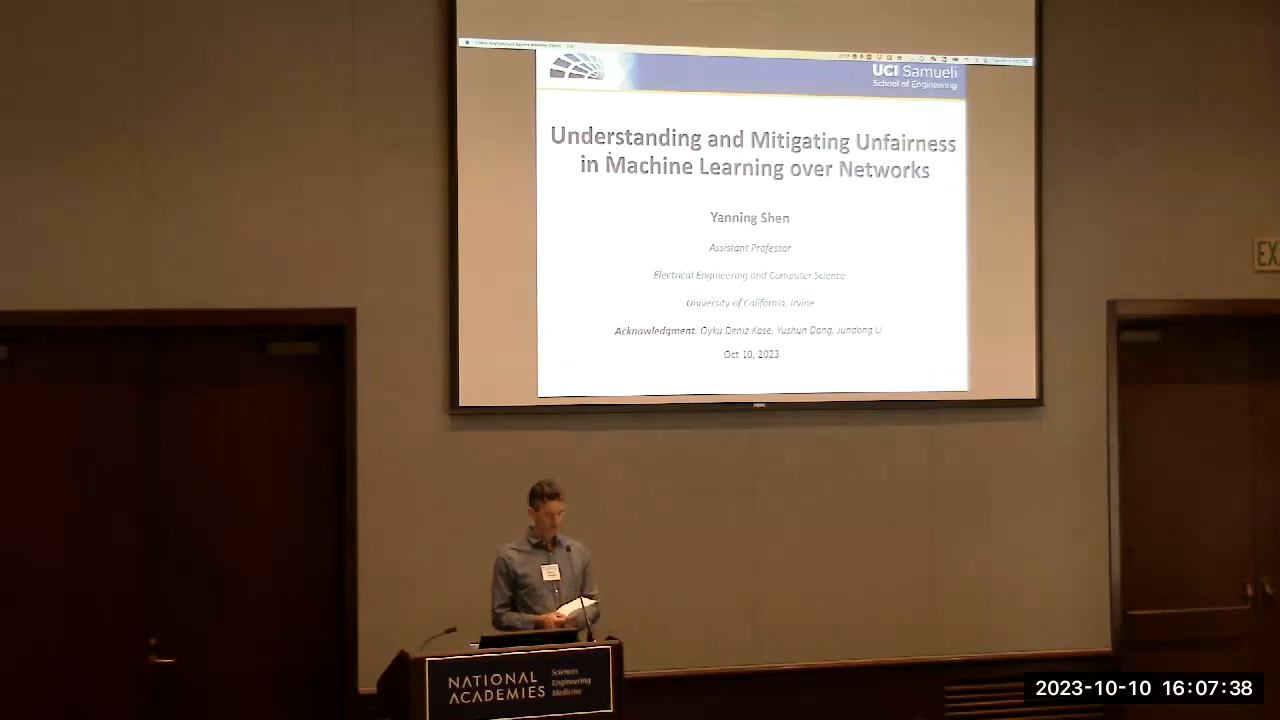 UCI Samueli
School of Engineering
Understanding and Mitigating Unfairness
in Machine Learning over Networks
Yanning Shen
Assistant Professor
Electrical Engineering and Computer Science
University of California, Irvine
Acknowledgment: Oyku Deniz Kose, Yushun Dong, Jundong Li
Oct 10, 2023
EX
NATIONAL
ACADEMIES
Sciences
Engineering
Medicine
2023-10-10 16:07:38